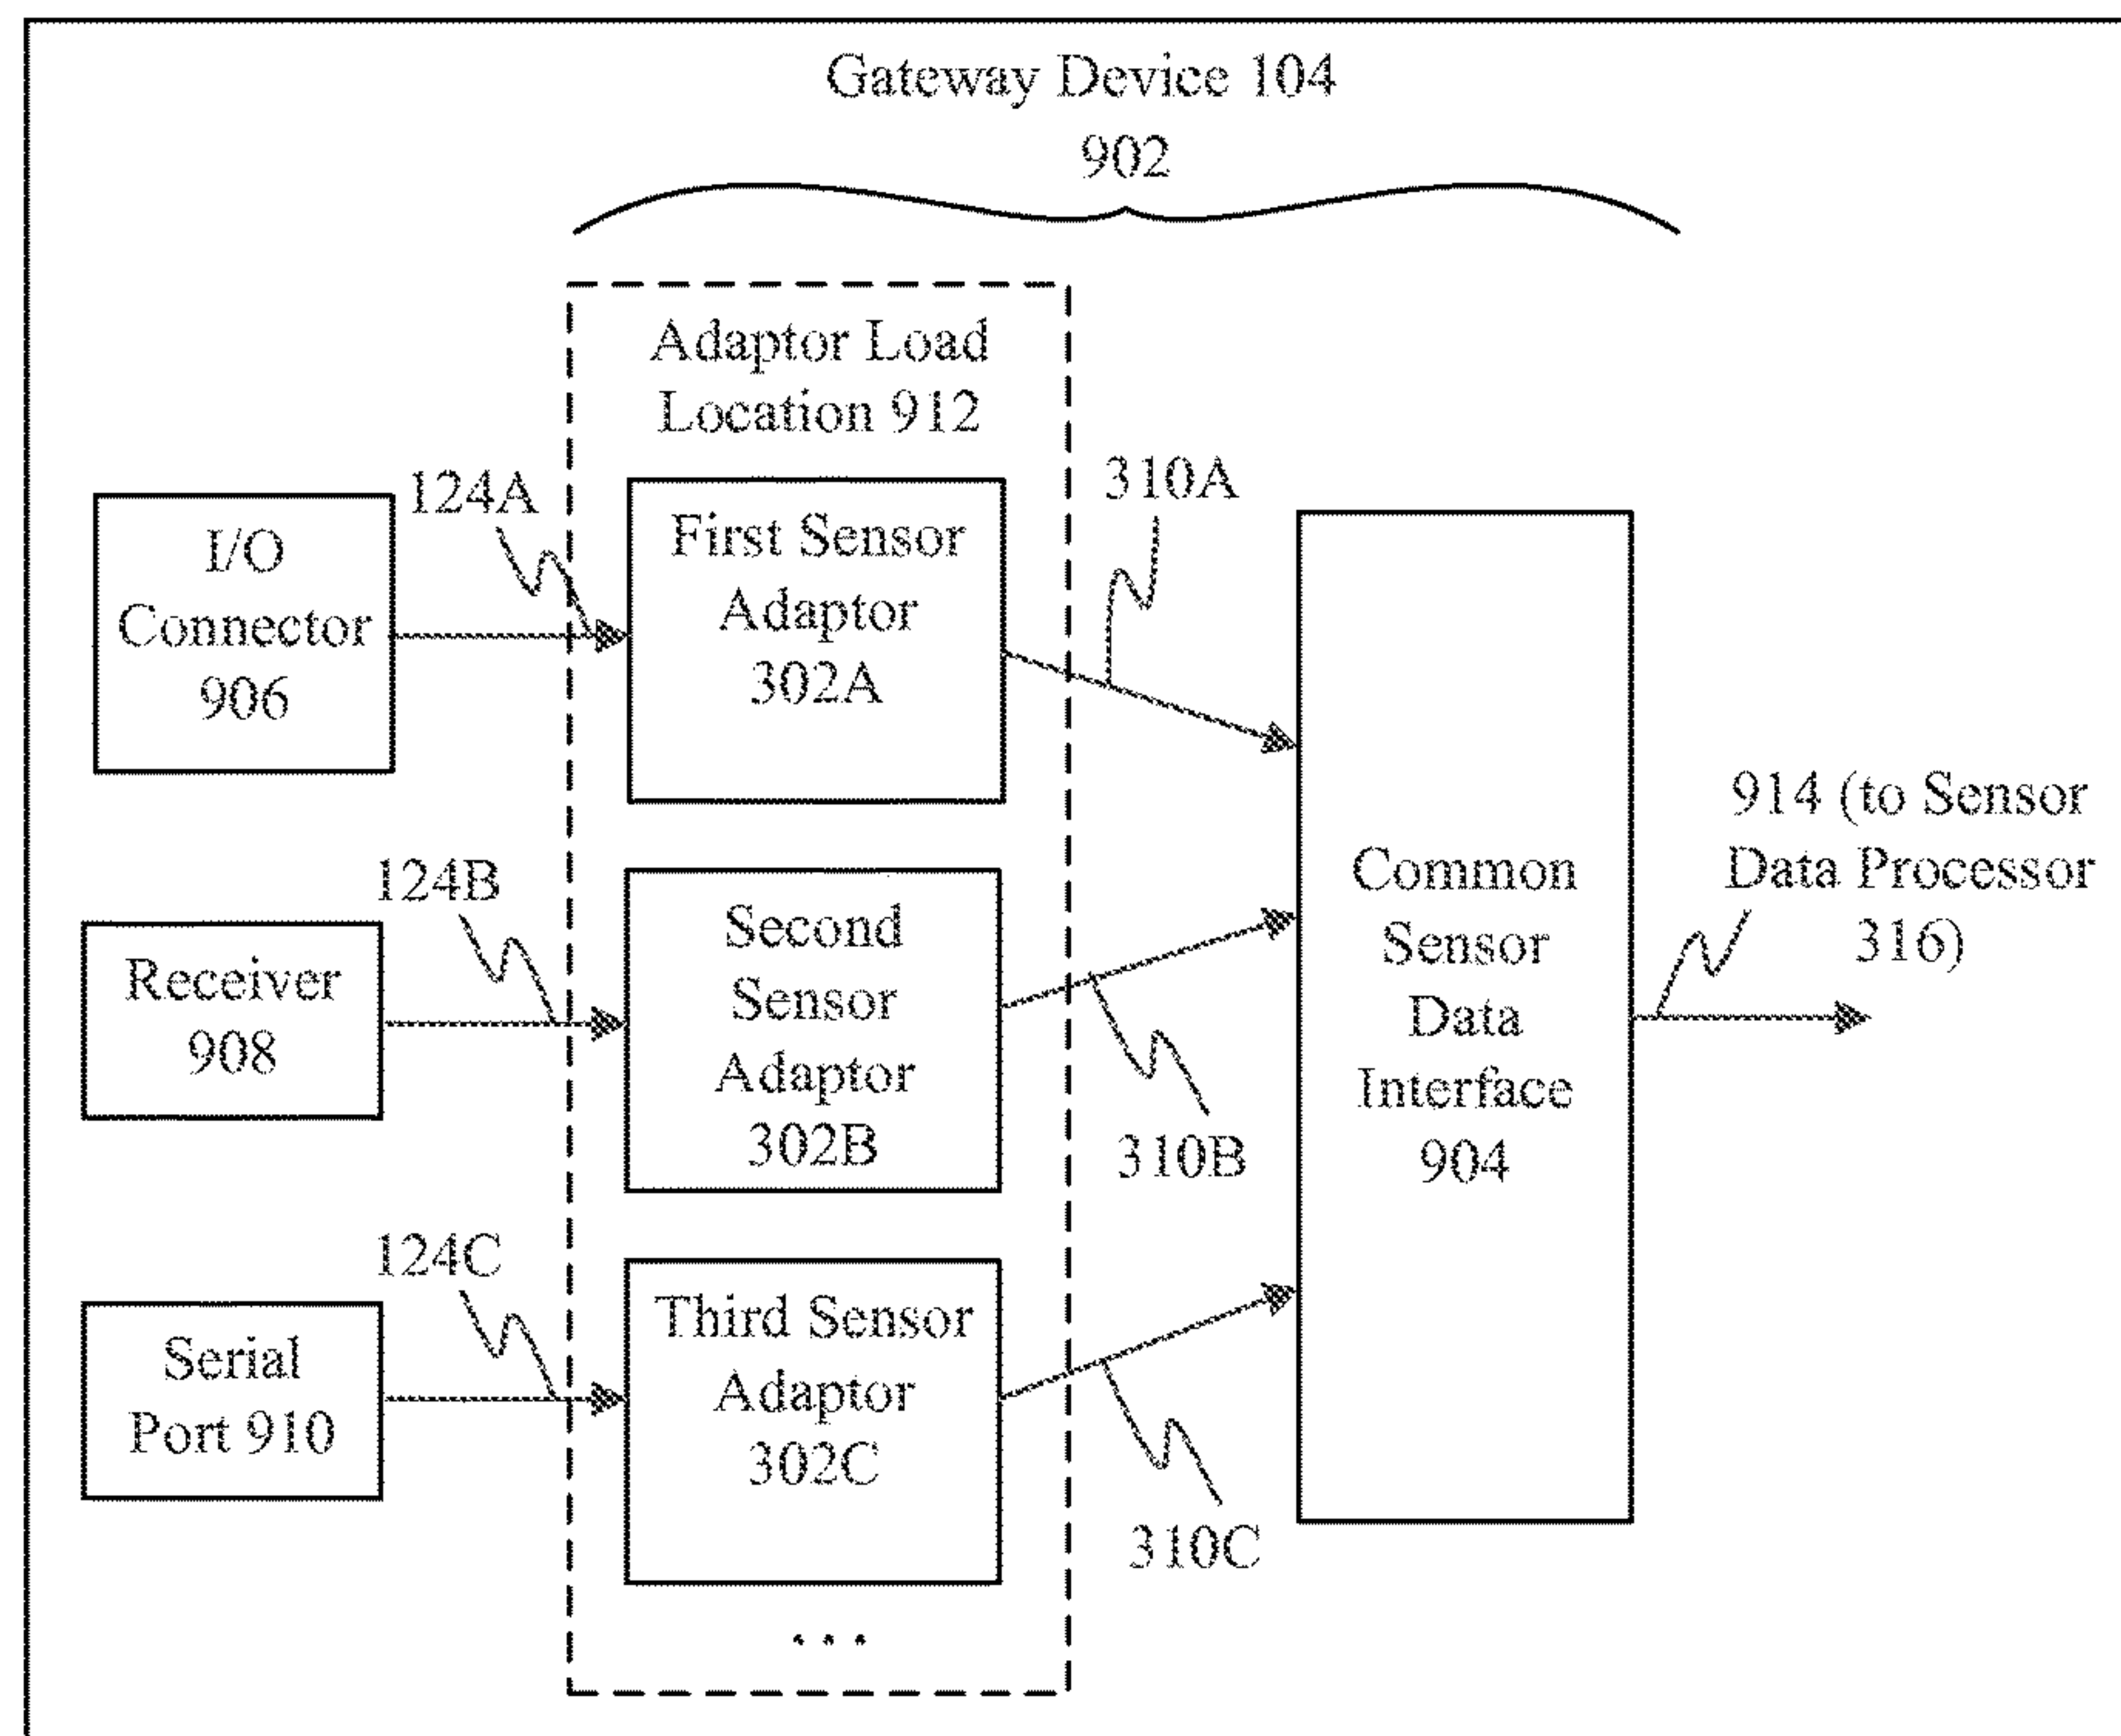 Gateway Device 104
902
Adaptor Load
Location 912
124A
310A
I/O
Connector
906
First Sensor
Adaptor
302A
914 (to Sensor
Data Processor
316)
124B
Receiver
908
Second
Sensor
Adaptor
302B
310B
Common
Sensor
Data
Interface
904
124C
Serial
Port 910
Third Sensor
Adaptor
302C
310C
...